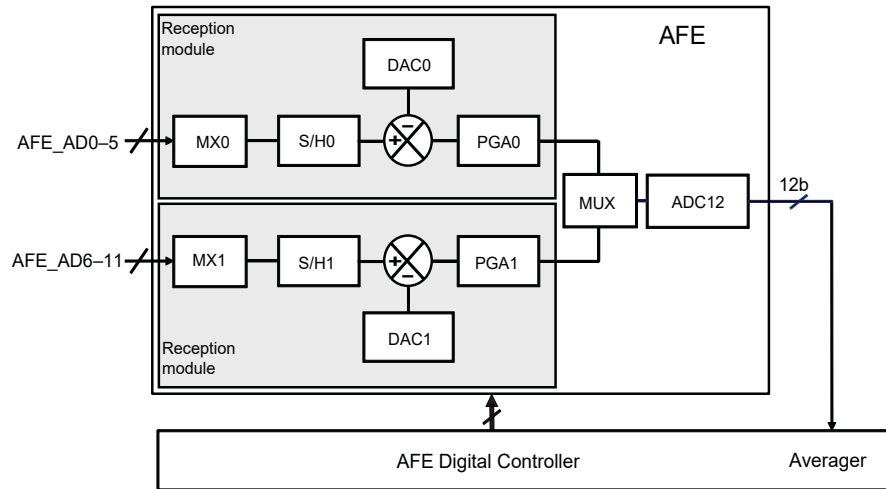 Reception
module
AFE
DAC0
–
AFE_AD0–5
MX0
S/H0
+
PGA0
12b
MUX
ADC12
AFE_AD6–11
MX1
S/H1
+
PGA1
–
DAC1
Reception
module
AFE Digital Controller
Averager